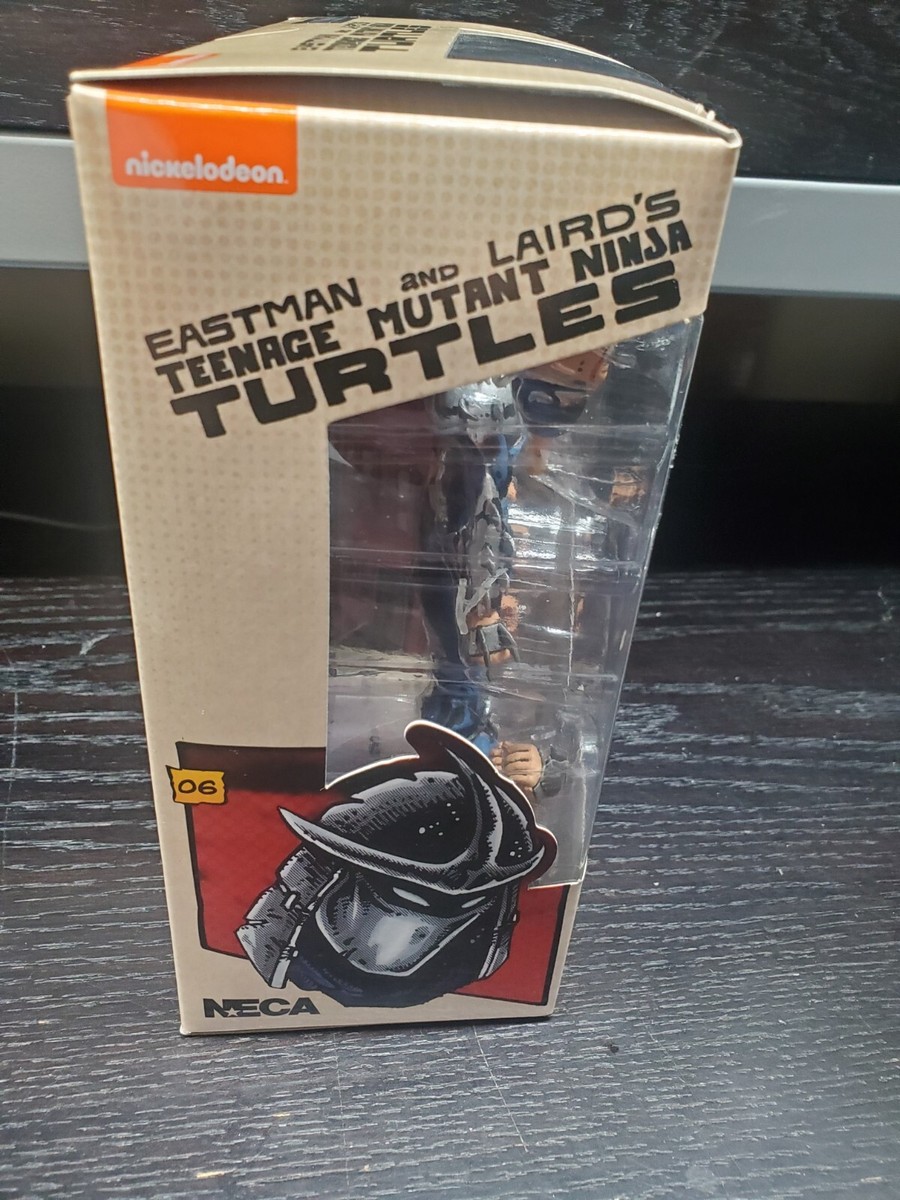 nickelodeon
EASTMAN AND LAIRD'S
TEENAGE MUTANT NINJA
TURTLES
06
NECA